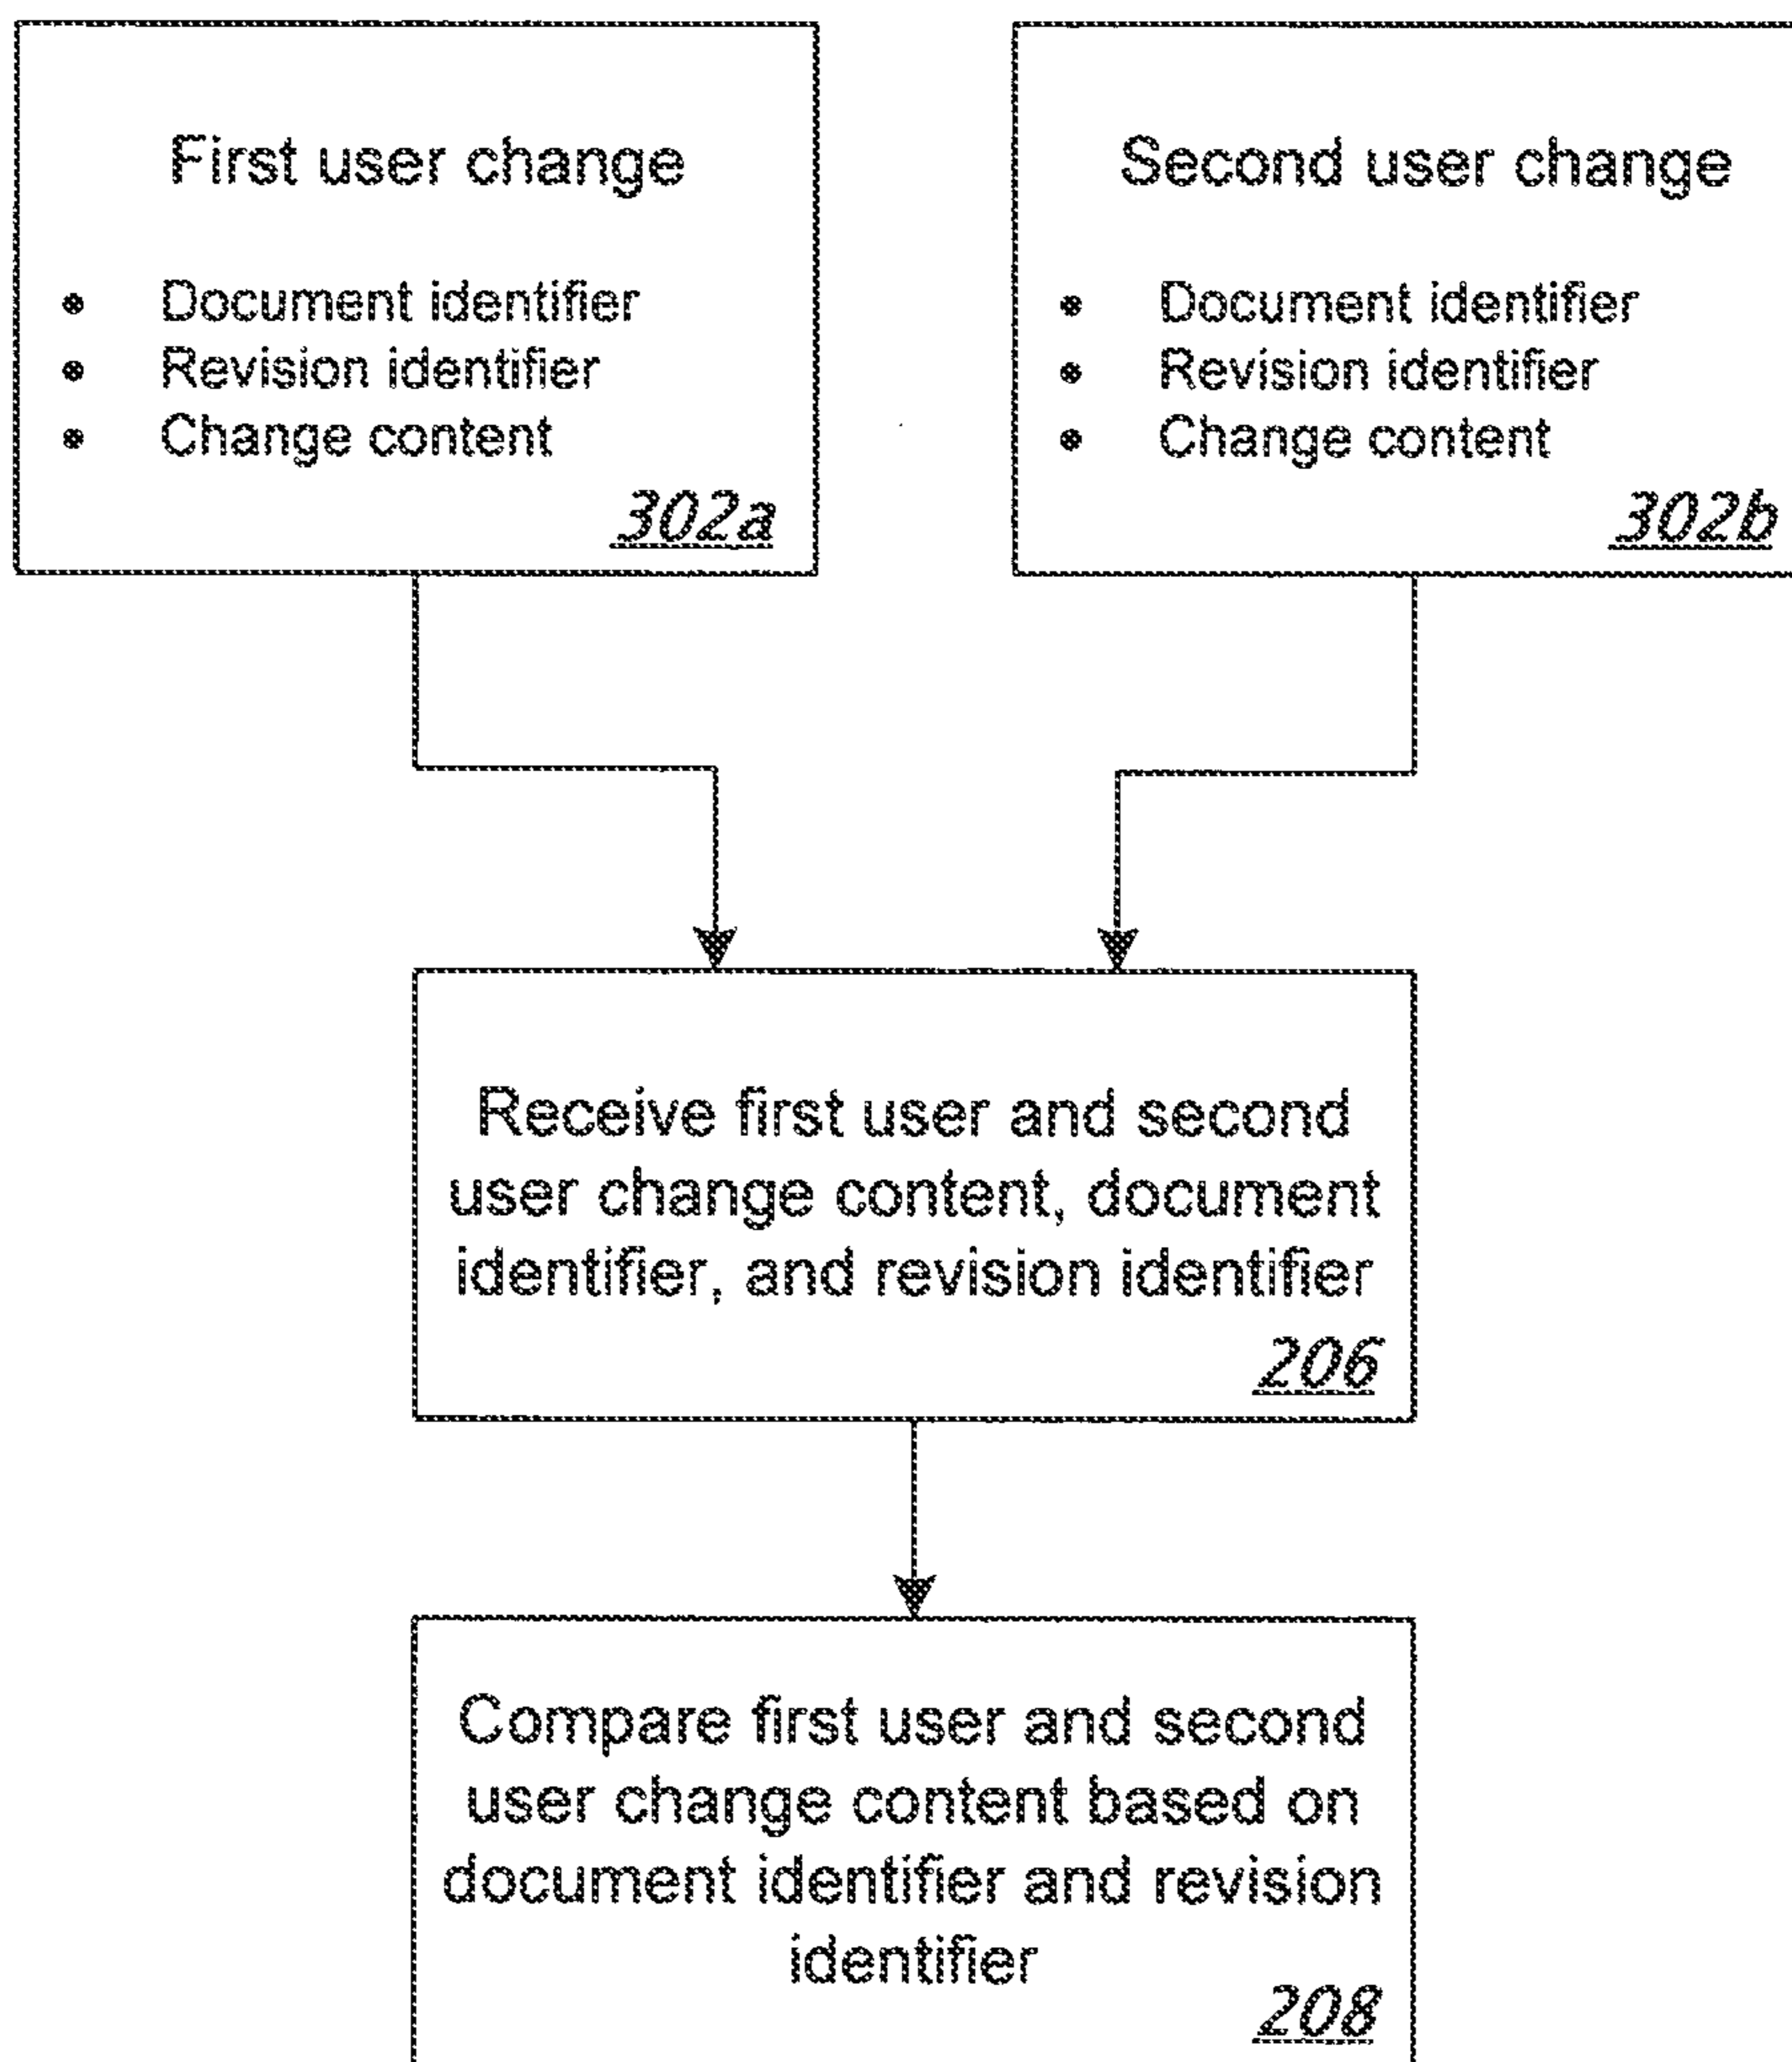 First user change
• Document identifier
• Revision identifier
• Change content
302a
Second user change
• Document identifier
• Revision identifier
• Change content
302b
Receive first user and second
user change content, document
identifier, and revision identifier
206
Compare first user and second
user change content based on
document identifier and revision
identifier
208